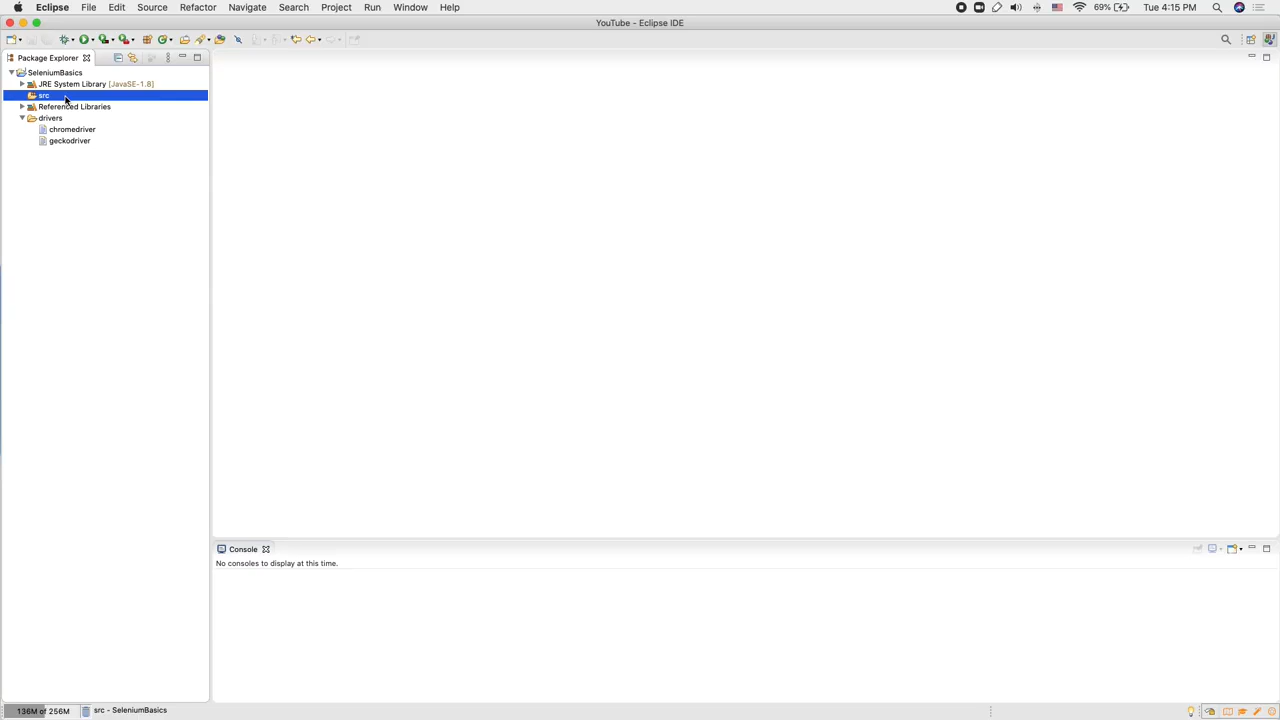 Eclipse File Edit Source Refactor Navigate Search Project Run Window Help 69% Tue 4:15 PM
YouTube - Eclipse IDE
Package Explorer
SeleniumBasics
JRE System Library [JavaSE-1.8]
src
Referenced Libraries
drivers
chromedriver
geckodriver
Console
No consoles to display at this time.
136M of 256M src - SeleniumBasics